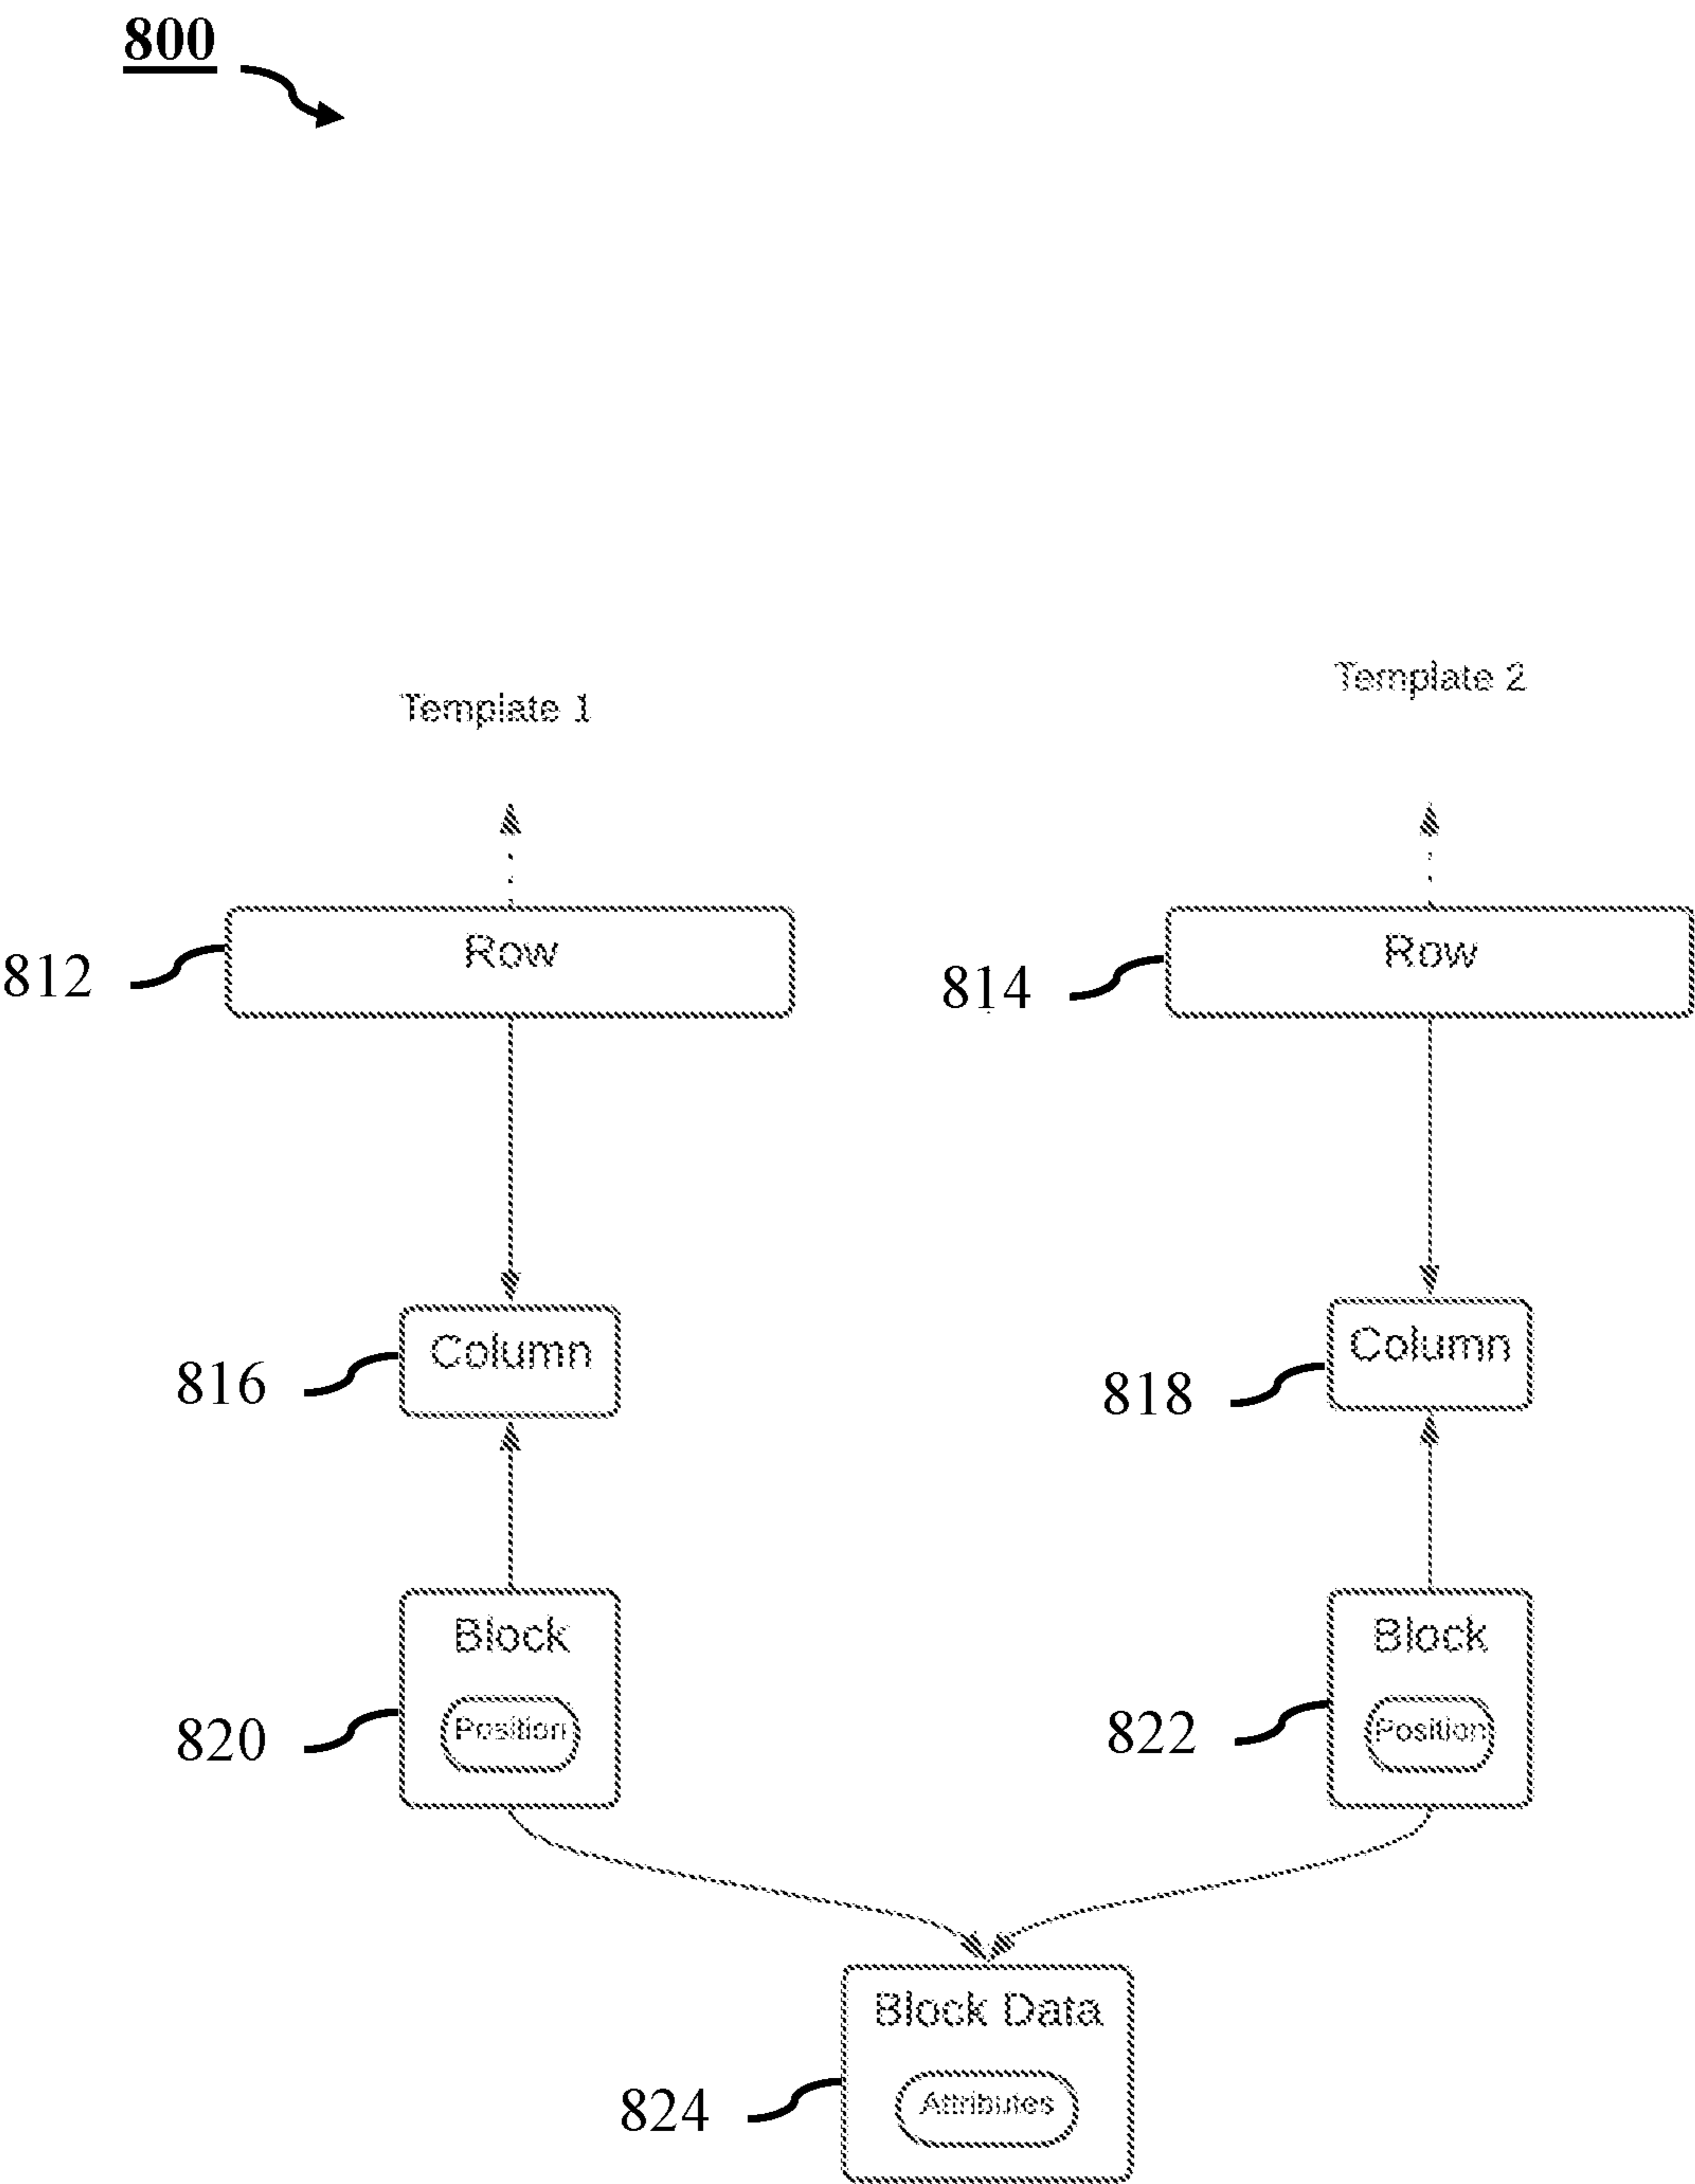 800
Template 1
Template 2
Row
812
Row
814
Column
816
Column
818
Block
Position
820
Block
Position
822
Block Data
Attributes
824